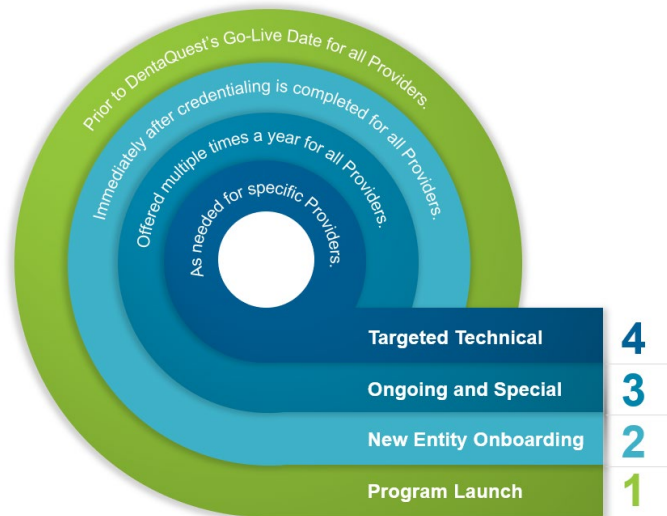 Prior to DentaQuest's Go-Live Date for all Providers.
Immediately after credentialing is completed for all Providers.
Offered multiple times a year for all Providers.
As needed for specific Providers.
Targeted Technical 4
Ongoing and Special 3
New Entity Onboarding 2
Program Launch 1